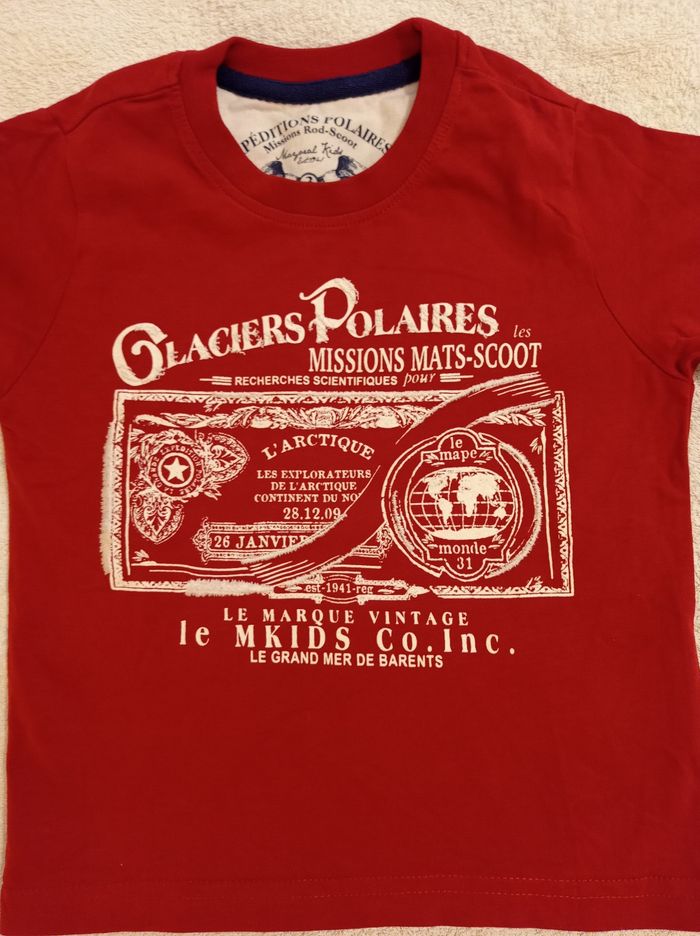 PÉDITIONS POLAIRES
Missions Rod-Scoot
GLACIERS POLAIRES
les
MISSIONS MATS-SCOOT
RECHERCHES SCIENTIFIQUES pour
L'ARCTIQUE
LES EXPLORATEURS
DE L'ARCTIQUE
CONTINENT DU NO
28.12.09
26 JANVIER
le
mape
monde
31
est-1941-reg
LE MARQUE VINTAGE
le MKIDS Co.Inc.
LE GRAND MER DE BARENTS